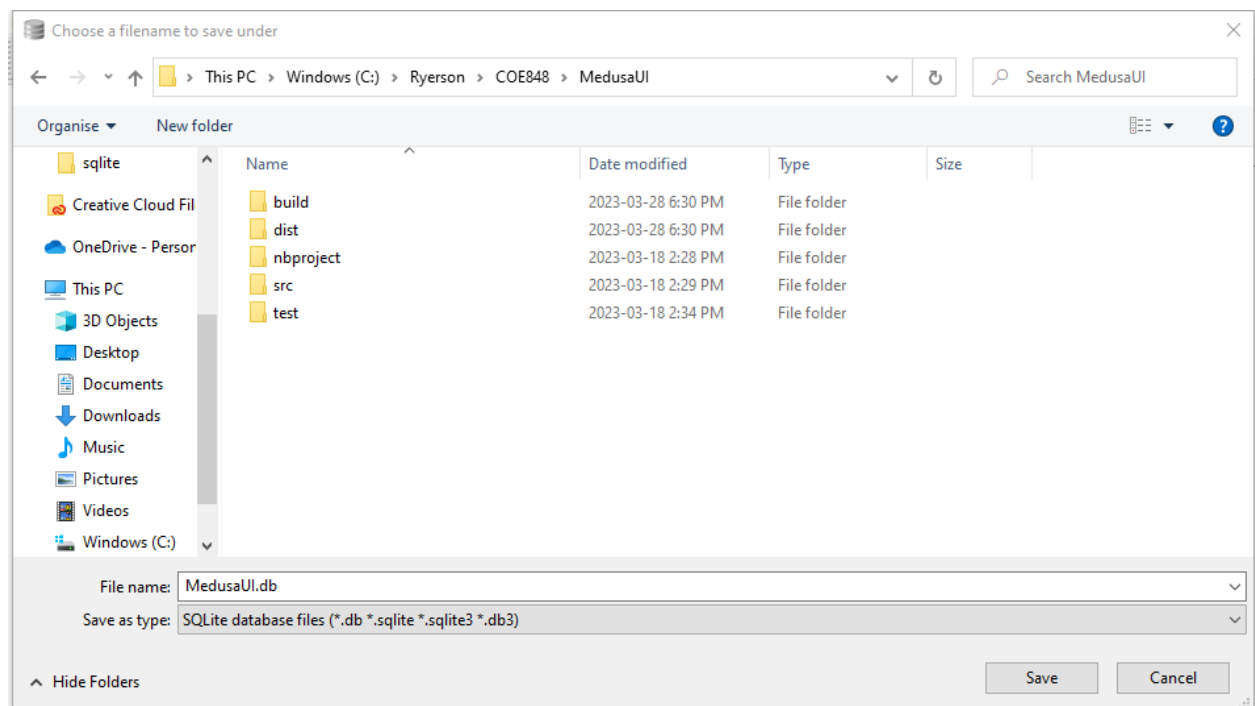 Choose a filename to save under
This PC > Windows (C:) > Ryerson > COE848 > MedusaUI
Search MedusaUI
Organise
New folder
sqlite
Creative Cloud Fil
OneDrive - Person
This PC
3D Objects
Desktop
Documents
Downloads
Music
Pictures
Videos
Windows (C:)
Name Date modified Type Size
build 2023-03-28 6:30 PM File folder
dist 2023-03-28 6:30 PM File folder
nbproject 2023-03-18 2:28 PM File folder
src 2023-03-18 2:29 PM File folder
test 2023-03-18 2:34 PM File folder
File name: MedusaUI.db
Save as type: SQLite database files (*.db *.sqlite *.sqlite3 *.db3)
Hide Folders
Save
Cancel